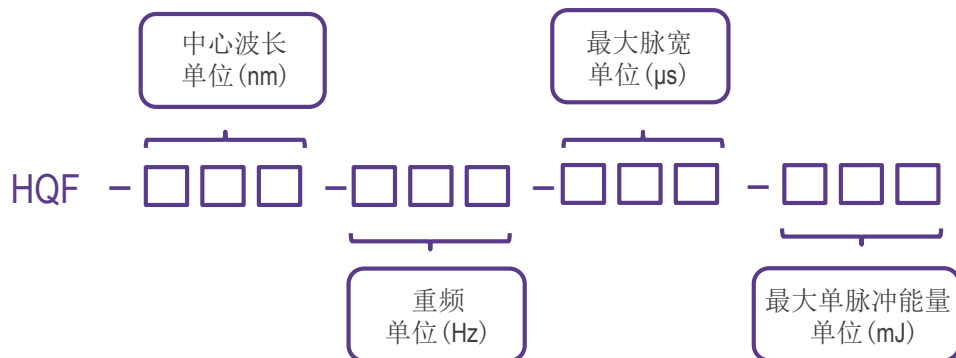 中心波长
单位(nm)
最大脉宽
单位(µs)
HQF - □□□ - □□□ - □□□ - □□□
重频
单位(Hz)
最大单脉冲能量
单位(mJ)